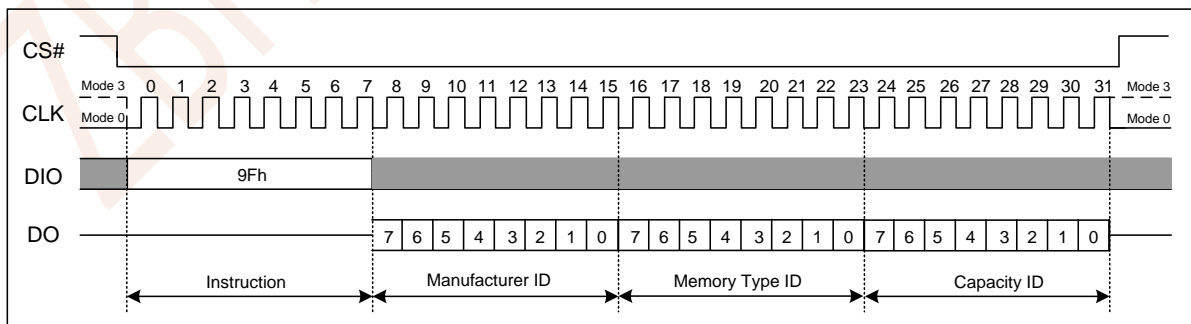 CS#
Mode 3 0 1 2 3 4 5 6 7 8 9 10 11 12 13 14 15 16 17 18 19 20 21 22 23 24 25 26 27 28 29 30 31 Mode 3
CLK
Mode 0 Mode 0
DIO 9Fh
DO 7 6 5 4 3 2 1 0 7 6 5 4 3 2 1 0 7 6 5 4 3 2 1 0
Instruction Manufacturer ID Memory Type ID Capacity ID